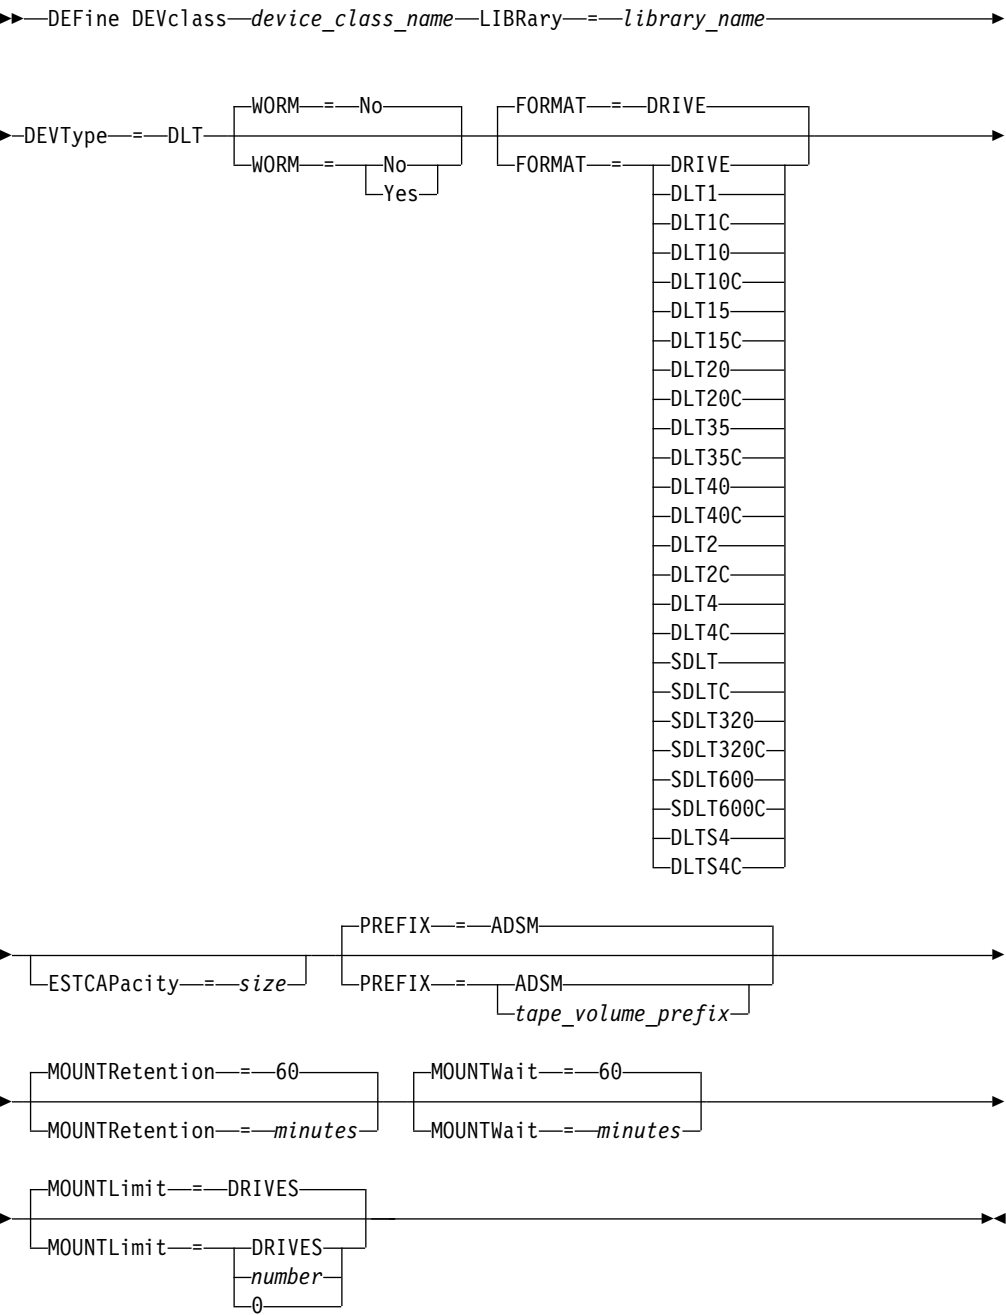 DEFine DEVclass device_class_name LIBRary = library_name
WORM = No FORMAT = DRIVE
DEVType = DLT
WORM = No FORMAT = DRIVE
Yes DLT1
DLT1C
DLT10
DLT10C
DLT15
DLT15C
DLT20
DLT20C
DLT35
DLT35C
DLT40
DLT40C
DLT2
DLT2C
DLT4
DLT4C
SDLT
SDLTC
SDLT320
SDLT320C
SDLT600
SDLT600C
DLTS4
DLTS4C
PREFIX = ADSM
ESTCAPacity = size PREFIX = ADSM
tape_volume_prefix
MOUNTRetention = 60 MOUNTWait = 60
MOUNTRetention = minutes MOUNTWait = minutes
MOUNTLimit = DRIVES
MOUNTLimit = DRIVES
number
0